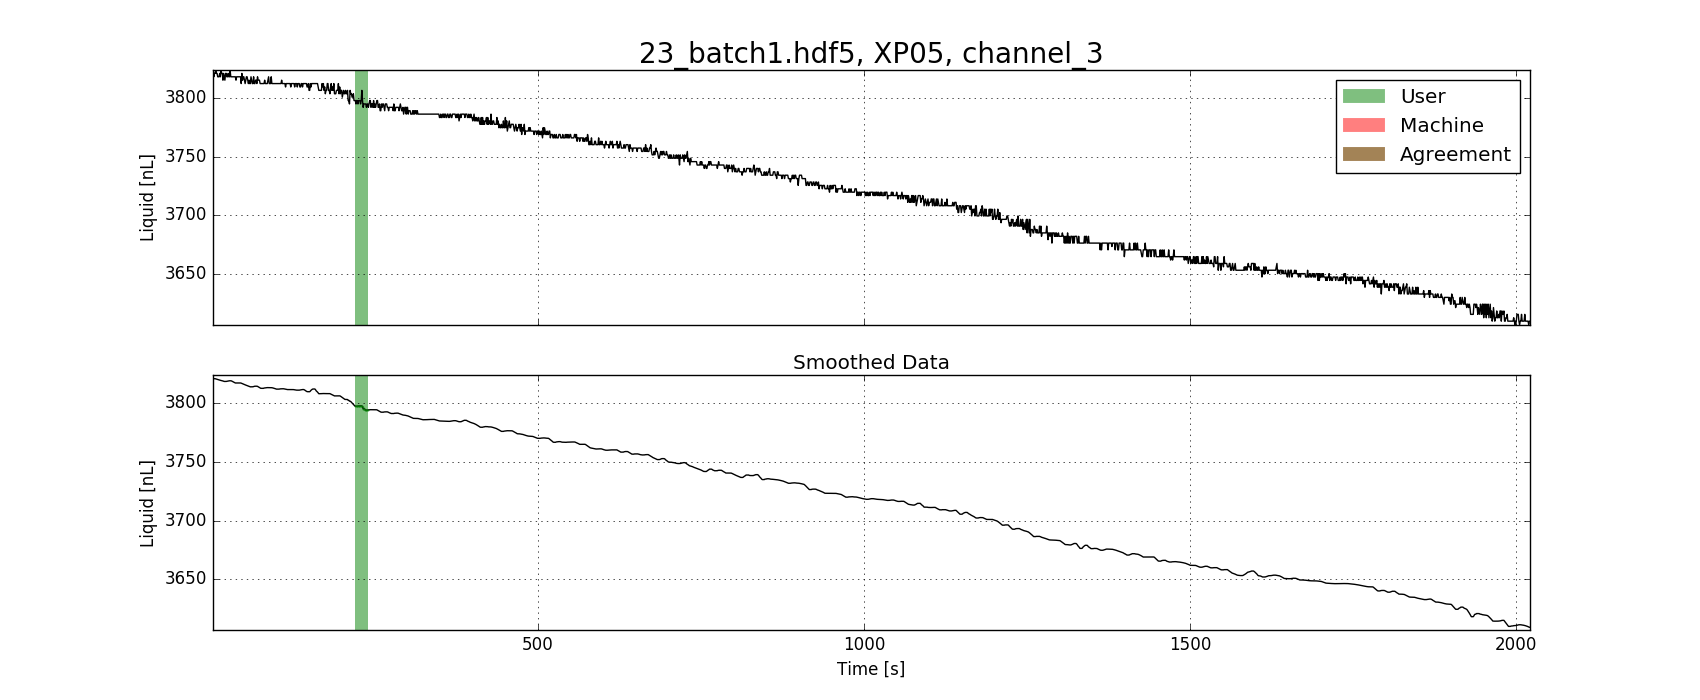 23_batch1.hdf5, XP05, channel_3
3800
3750
3700
3650
Liquid [nL]
User
Machine
Agreement
Smoothed Data
3800
3750
3700
3650
Liquid [nL]
500
1000
1500
2000
Time [s]